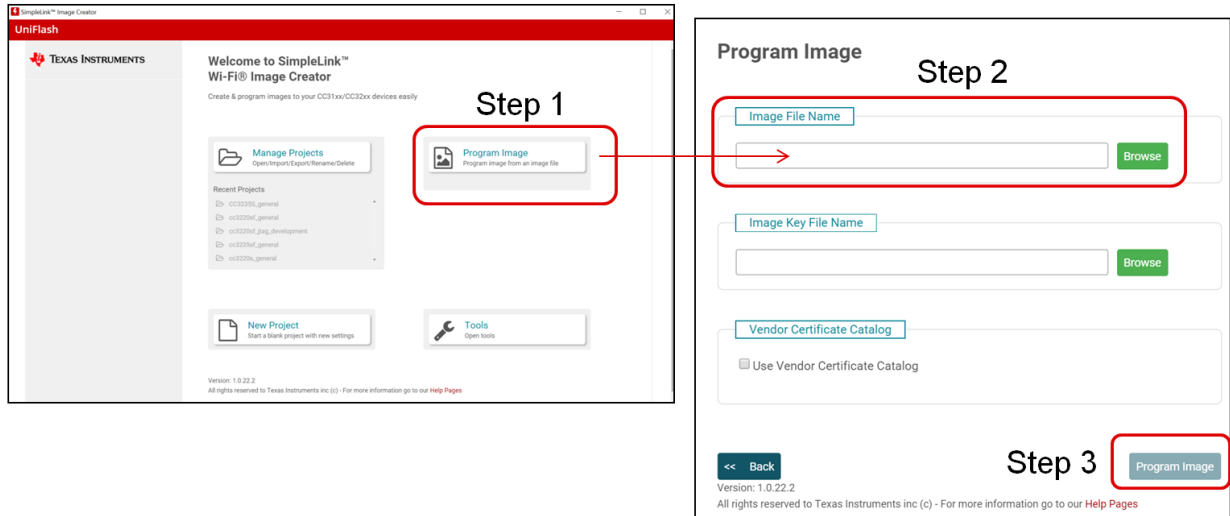 SimpleLink™ Image Creator
UniFlash
TEXAS INSTRUMENTS
Welcome to SimpleLink™
Wi-Fi® Image Creator
Create & program images to your CC31xx/CC32xx devices easily
Step 1
Manage Projects
Open/Import/Export/Rename/Delete
Recent Projects
CC3235S_general
cc3220sf_general
cc3220sf_jtag_development
cc3235sf_general
cc3220s_general
Program Image
Program image from an image file
New Project
Start a blank project with new settings
Tools
Open tools
Version: 1.0.22.2
All rights reserved to Texas Instruments inc (c) - For more information go to our Help Pages
Program Image
Step 2
Image File Name
Browse
Image Key File Name
Browse
Vendor Certificate Catalog
Use Vendor Certificate Catalog
<< Back
Step 3
Program Image
Version: 1.0.22.2
All rights reserved to Texas Instruments inc (c) - For more information go to our Help Pages